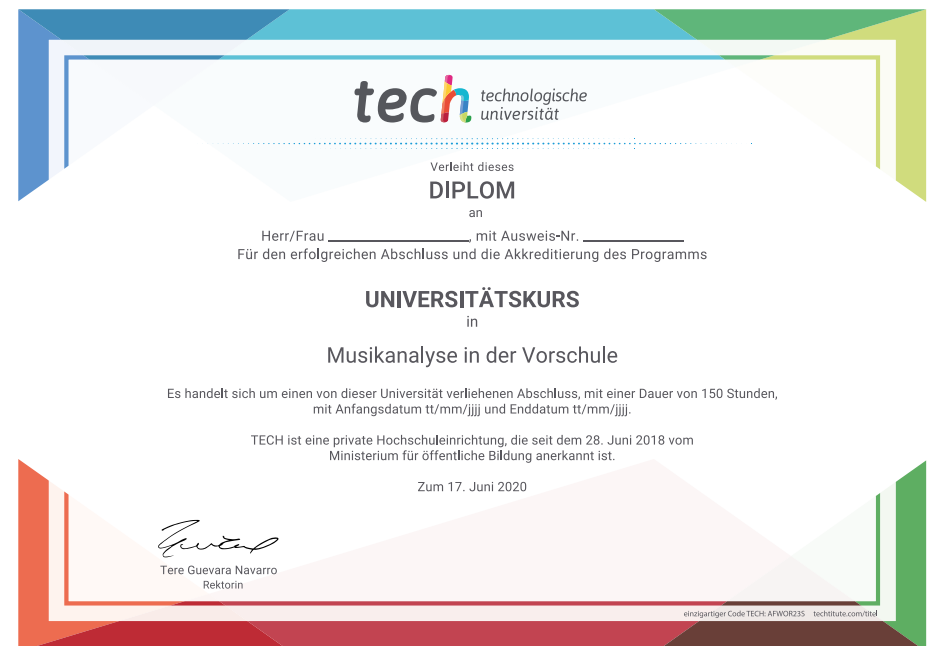 tech technologische
universität
Verleiht dieses
DIPLOM
an
Herr/Frau ____________________, mit Ausweis-Nr. ______________
Für den erfolgreichen Abschluss und die Akkreditierung des Programms
UNIVERSITÄTSKURS
in
Musikanalyse in der Vorschule
Es handelt sich um einen von dieser Universität verliehenen Abschluss, mit einer Dauer von 150 Stunden,
mit Anfangsdatum tt/mm/jjjj und Enddatum tt/mm/jjjj.
TECH ist eine private Hochschuleinrichtung, die seit dem 28. Juni 2018 vom
Ministerium für öffentliche Bildung anerkannt ist.
Zum 17. Juni 2020
Tere Guevara Navarro
Rektorin
einzigartiger Code TECH: AFWOR23S techtitute.com/titel